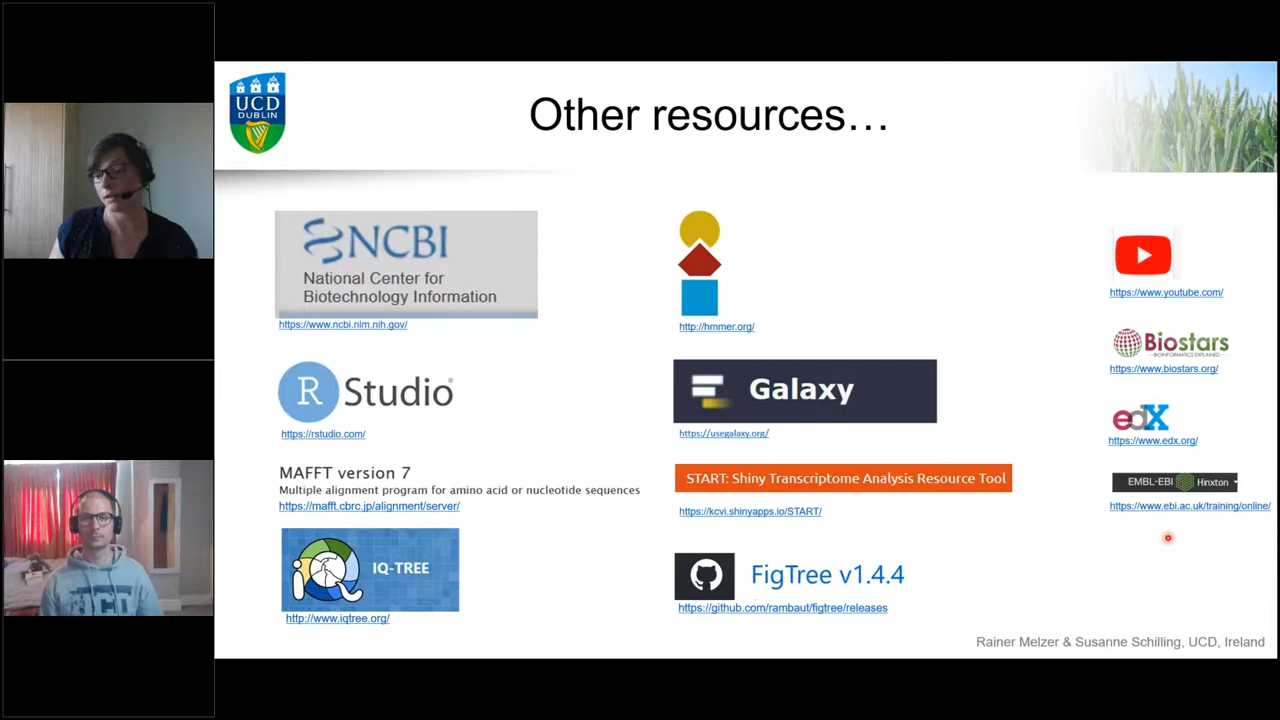 UCD
DUBLIN
Other resources…
NCBI
National Center for
Biotechnology Information
https://www.ncbi.nlm.nih.gov/
R Studio®
https://rstudio.com/
MAFFT version 7
Multiple alignment program for amino acid or nucleotide sequences
https://mafft.cbrc.jp/alignment/server/
IQ-TREE
http://www.iqtree.org/
http://hmmer.org/
Galaxy
https://usegalaxy.org/
START: Shiny Transcriptome Analysis Resource Tool
https://kcvi.shinyapps.io/START/
FigTree v1.4.4
https://github.com/rambaut/figtree/releases
https://www.youtube.com/
Biostars
BIOINFORMATICS EXPLAINED
https://www.biostars.org/
edX
https://www.edx.org/
EMBL-EBI Hinxton
https://www.ebi.ac.uk/training/online/
Rainer Melzer & Susanne Schilling, UCD, Ireland
UCD